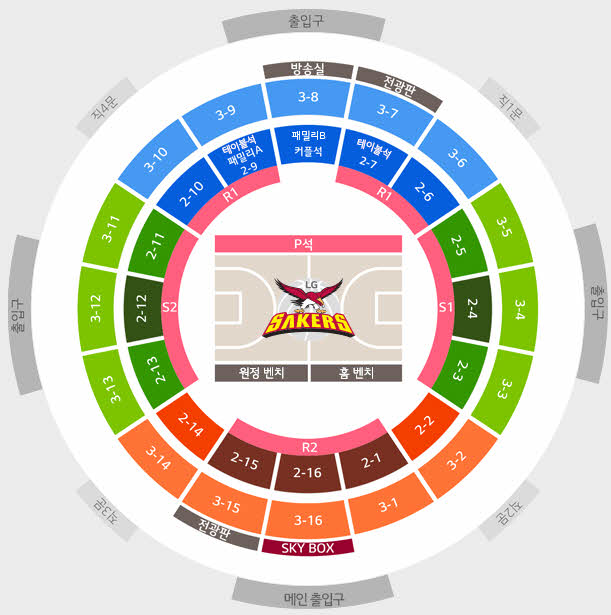 출입구
방송실
전광판
직4문
직1문
3-8
3-9
3-7
3-10
3-6
패밀리B
커플석
테이블석
패밀리A
2-9
테이블석
2-7
2-10
2-6
R1
R1
3-11
3-5
2-11
2-5
P석
출입구
3-12
2-12
S2
LG
SAKERS
S1
2-4
3-4
출입구
원정 벤치
홈 벤치
2-13
2-3
3-13
3-3
2-14
2-2
R2
2-15
2-16
2-1
3-14
3-2
3-15
3-16
3-1
직3문
직2문
전광판
SKY BOX
메인 출입구